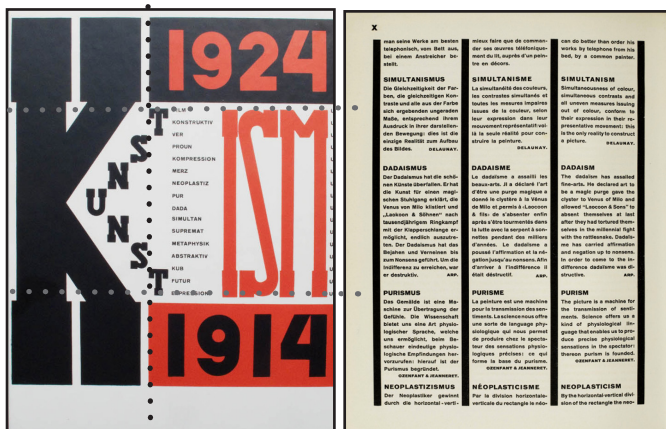 1924
K
UNST
UNST
FILM
KONSTRUKTIV
VER
PROUN
KOMPRESSION
MERZ
NEOPLASTIZ
PUR
DADA
SIMULTAN
SUPREMAT
METAPHYSIK
ABSTRAKTIV
KUB
FUTUR
EXPRESSION
ISM
1914
X
man seine Werke am besten
telephonisch, vom Bett aus,
bei einem Anstreicher be-
stellt.
SIMULTANISMUS
Die Gleichzeitigkeit der Far-
ben, die gleichzeitigen Kon-
traste und alle aus der Farbe
sich ergebenden ungeraden
Maße, entsprechend ihrem
Ausdruck in ihrer darstellen-
den Bewegung: dies ist die
einzige Realität zum Aufbau
des Bildes. DELAUNAY.
DADAISMUS
Der Dadaismus hat die schö-
nen Künste überfallen. Er hat
die Kunst für einen magi-
schen Stuhlgang erklärt, die
Venus von Milo klistiert und
„Laokoon & Söhnen" nach
tausendjährigem Ringkampf
mit der Klapperschlange er-
möglicht, endlich auszutre-
ten. Der Dadaismus hat das
Bejahen und Verneinen bis
zum Nonsens geführt. Um die
Indifferenz zu erreichen, war
er destruktiv. ARP.
PURISMUS
Das Gemälde ist eine Ma-
schine zur Übertragung der
Gefühle. Die Wissenschaft
bietet uns eine Art physio-
logischer Sprache, welche
uns ermöglicht, beim Be-
schauer eindeutige physio-
logische Empfindungen her-
vorzurufen: hierauf ist der
Purismus begründet.
OZENFANT & JEANNERET.
NEOPLASTIZISMUS
Der Neoplastiker gewinnt
durch die horizontal-verti-
mieux faire que de comman-
der ses œuvres téléfonique-
ment du lit, auprès d'un pein-
tre en décors.
SIMULTANISME
La simultanéité des couleurs,
les contrastes simultanés et
toutes les mesures impaires
issues de la couleur, selon
leur expression dans leur
mouvement représentatif: voi-
là la seule réalité pour con-
struire la peinture.
DELAUNAY.
DADAÏSME
Le dadaïsme a assailli les
beaux-arts. Il a déclaré l'art
d'être une purge magique a
donné le clystère à la Vénus
de Milo et permis à «Laocoon
& fils» de s'absenter enfin
après s'être tourmentés dans
la lutte avec le serpent à son-
nettes pendant des milliers
d'années. Le dadaïsme a
poussé l'affirmation et la né-
gation jusqu'au nonsens. Afin
d'arriver à l'indifférence il
était destructif. ARP.
PURISME
La peinture est une machine
pour la transmission des sen-
timents. La science nous offre
une sorte de language phy-
siologique qui nous permet
de produire chez le specta-
teur des sensations physio-
logiques précises: ce qui
forme la base du purisme.
OZENFANT & JEANNERET.
NÉOPLASTICISME
Par la division horizontale-
verticale du rectangle le néo-
can do better than order his
works by telephone from his
bed, by a common painter.
SIMULTANISM
Simultaneousness of colour,
simultaneous contrasts and
all uneven measures issuing
out of colour, conform to
their expression in their re-
presentative movement: this
is the only reality to construct
a picture.
DELAUNAY.
DADAISM
The dadaism has assailed
fine-arts. He declared art to
be a magic purge gave the
clyster to Venus of Milo and
allowed "Laocoon & Sons" to
absent themselves at last
after they had tortured them-
selves in the millennial fight
with the rattlesnake. Dadais-
me has carried affirmation
and negation up to nonsens.
In order to come to the in-
difference dadaisme was di-
structive. ARP.
PURISM
The picture is a machine for
the transmission of senti-
ments. Science offers us a
kind of physiological lin-
guage that enables us to pro-
duce precise physiological
sensations in the spectator:
thereon purism is founded.
OZENFANT & JEANNERET.
NEOPLASTICISM
By the horizontal-vertical divi-
sion of the rectangle the neo-